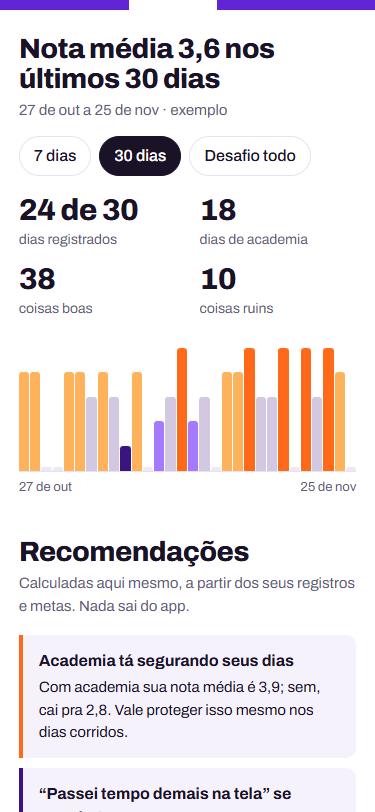 Nota média 3,6 nos
últimos 30 dias
27 de out a 25 de nov · exemplo
7 dias
30 dias
Desafio todo
24 de 30
18
dias registrados
dias de academia
38
10
coisas boas
coisas ruins
27 de out
25 de nov
Recomendações
Calculadas aqui mesmo, a partir dos seus registros
e metas. Nada sai do app.
Academia tá segurando seus dias
Com academia sua nota média é 3,9; sem,
cai pra 2,8. Vale proteger isso mesmo nos
dias corridos.
“Passei tempo demais na tela” se